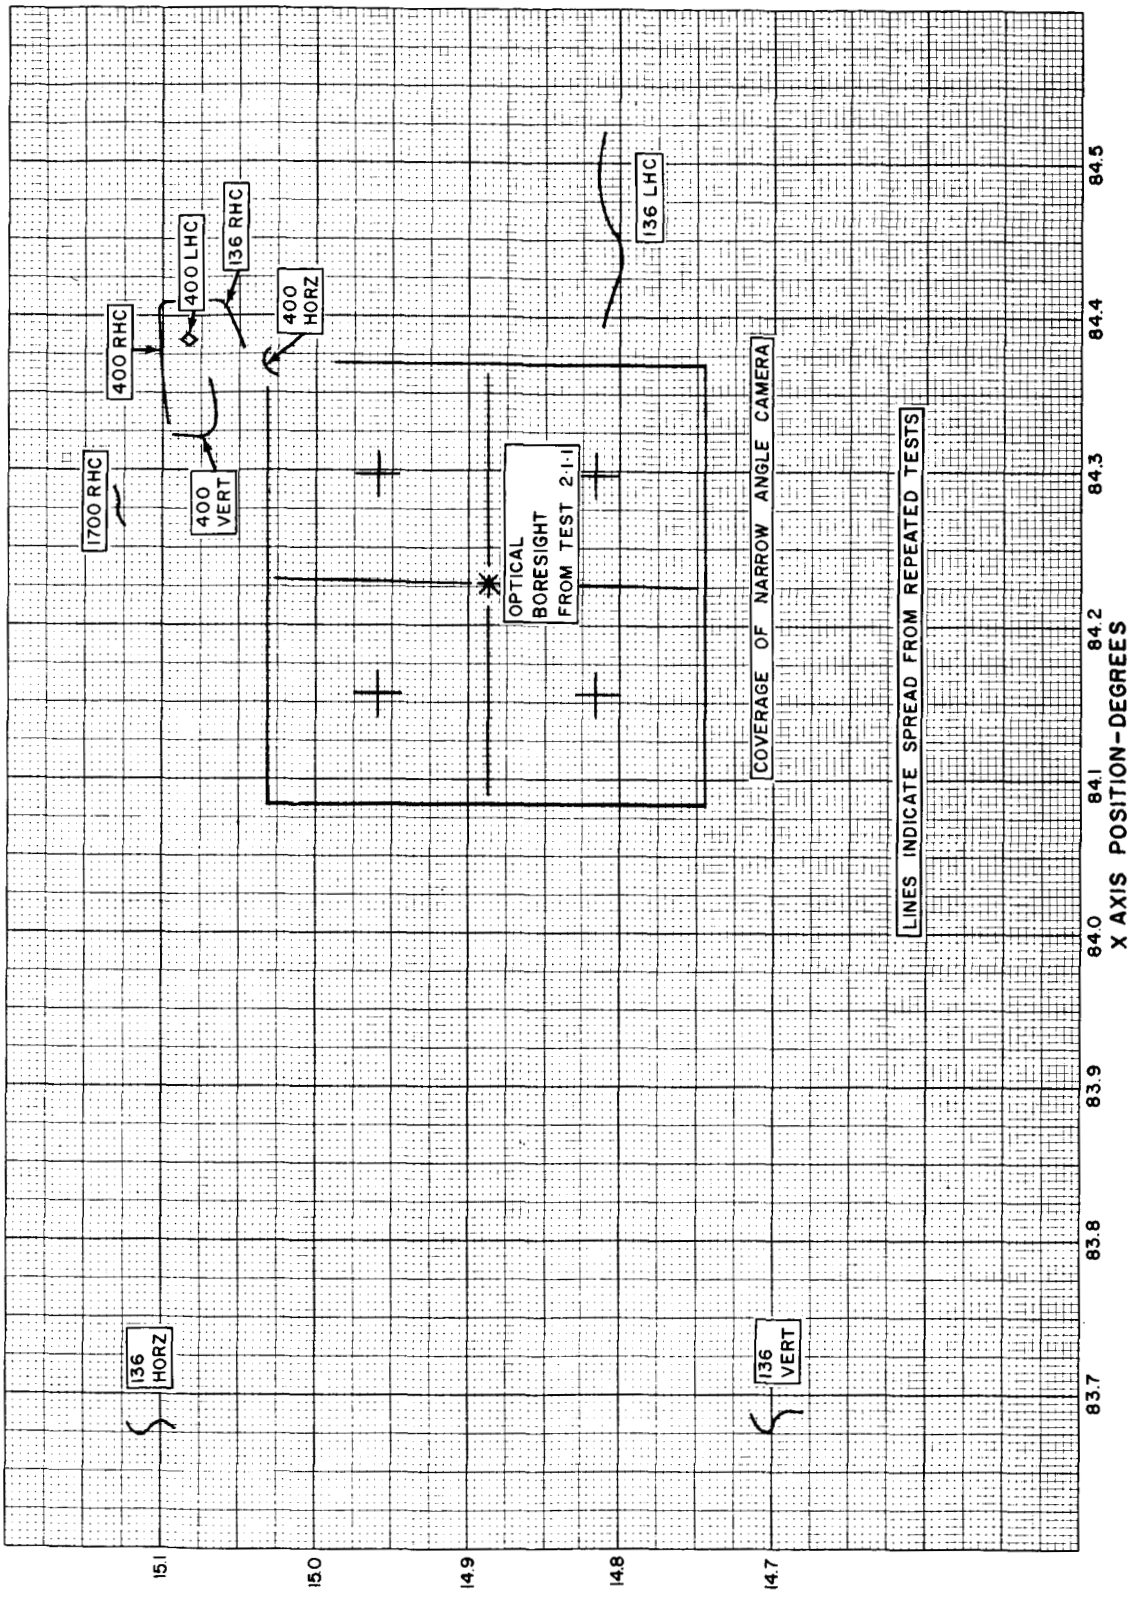 15.1
15.0
14.9
14.8
14.7
1700 RHC
400 RHC
400 LHC
136 RHC
400
VERT
400
HORZ
136 LHC
OPTICAL
BORESIGHT
FROM TEST 2-1-1
COVERAGE OF NARROW ANGLE CAMERA
LINES INDICATE SPREAD FROM REPEATED TESTS
136
HORZ
136
VERT
83.7
83.8
83.9
84.0
84.1
84.2
84.3
84.4
84.5
X AXIS POSITION-DEGREES